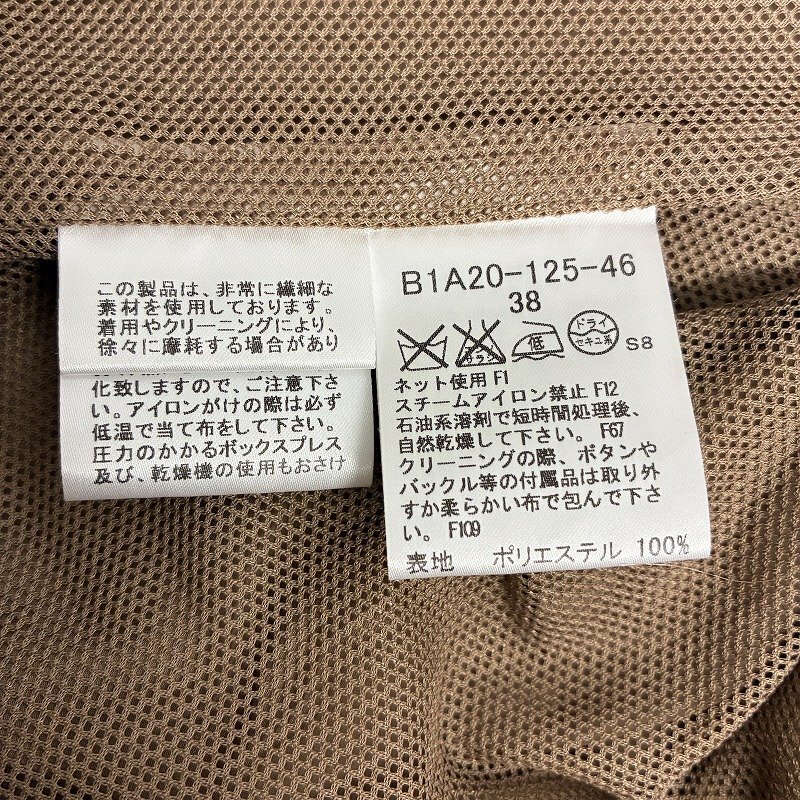 この製品は、非常に繊細な
素材を使用しております。
着用やクリーニングにより、
徐々に摩耗する場合があり
化致しますので、ご注意下さ
い。アイロンがけの際は必ず
低温で当て布をして下さい。
圧力のかかるボックスプレス
及び、乾燥機の使用もおさけ
B1A20-125-46
38
低 ドライ セキユ系 S8
ネット使用 F1
スチームアイロン禁止 F12
石油系溶剤で短時間処理後、
自然乾燥して下さい。 F67
クリーニングの際、ボタンや
バックル等の付属品は取り外
すか柔らかい布で包んで下さ
い。 F109
表地 ポリエステル 100%